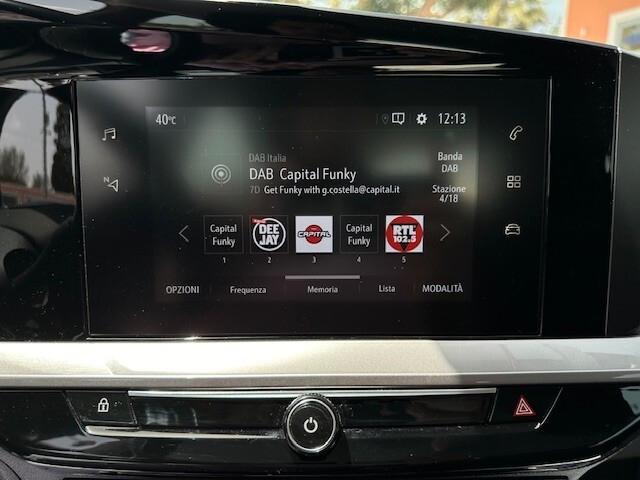 40°C
12:13
N
DAB Italia
DAB Capital Funky
7D Get Funky with g.costella@capital.it
Banda
DAB
Stazione
4/18
Capital
Funky
1
DEE
JAY
2
CAPITAL
3
Capital
Funky
4
RTL
102.5
5
OPZIONI
Frequenza
Memoria
Lista
MODALITÀ